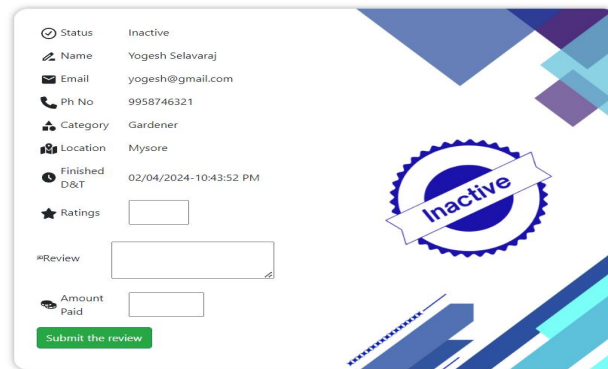 Status Inactive
Name Yogesh Selavaraj
Email yogesh@gmail.com
Ph No 9958746321
Category Gardener
Location Mysore
Finished
D&T 02/04/2024-10:43:52 PM
Ratings
Review
Amount
Paid
Submit the review
Inactive